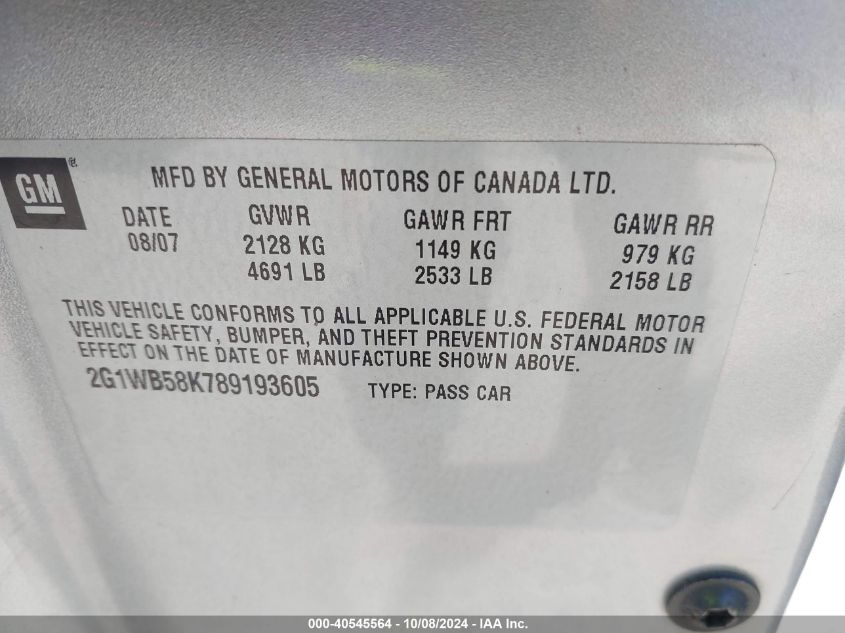 GM®
MFD BY GENERAL MOTORS OF CANADA LTD.
DATE GVWR GAWR FRT GAWR RR
08/07 2128 KG 1149 KG 979 KG
4691 LB 2533 LB 2158 LB
THIS VEHICLE CONFORMS TO ALL APPLICABLE U.S. FEDERAL MOTOR
VEHICLE SAFETY, BUMPER, AND THEFT PREVENTION STANDARDS IN
EFFECT ON THE DATE OF MANUFACTURE SHOWN ABOVE.
2G1WB58K789193605 TYPE: PASS CAR
000-40545564 - 10/08/2024 - IAA Inc.